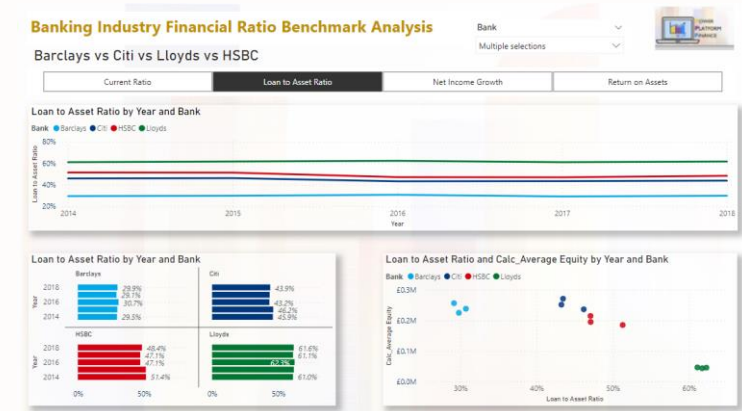 Banking Industry Financial Ratio Benchmark Analysis
Bank
Multiple selections
PLATFORM
FINANCE
Barclays vs Citi vs Lloyds vs HSBC
Current Ratio Loan to Asset Ratio Net Income Growth Return on Assets
Loan to Asset Ratio by Year and Bank
Bank Barclays Citi HSBC Lloyds
80%
60%
40%
20%
Loan to Asset Ratio
2014 2015 2016 2017 2018
Year
Loan to Asset Ratio by Year and Bank
Barclays Citi
2018 29.9% 43.9%
29.1%
2016 30.7% 43.2%
46.2%
2014 29.5% 45.9%
Year
HSBC Lloyds
2018 48.4% 61.6%
47.1% 61.1%
2016 47.1% 62.3%
2014 51.4% 61.0%
Year
0% 50% 0% 50%
Loan to Asset Ratio and Calc_Average Equity by Year and Bank
Bank Barclays Citi HSBC Lloyds
£0.3M
£0.2M
£0.1M
£0.0M
Calc_Average Equity
30% 40% 50% 60%
Loan to Asset Ratio